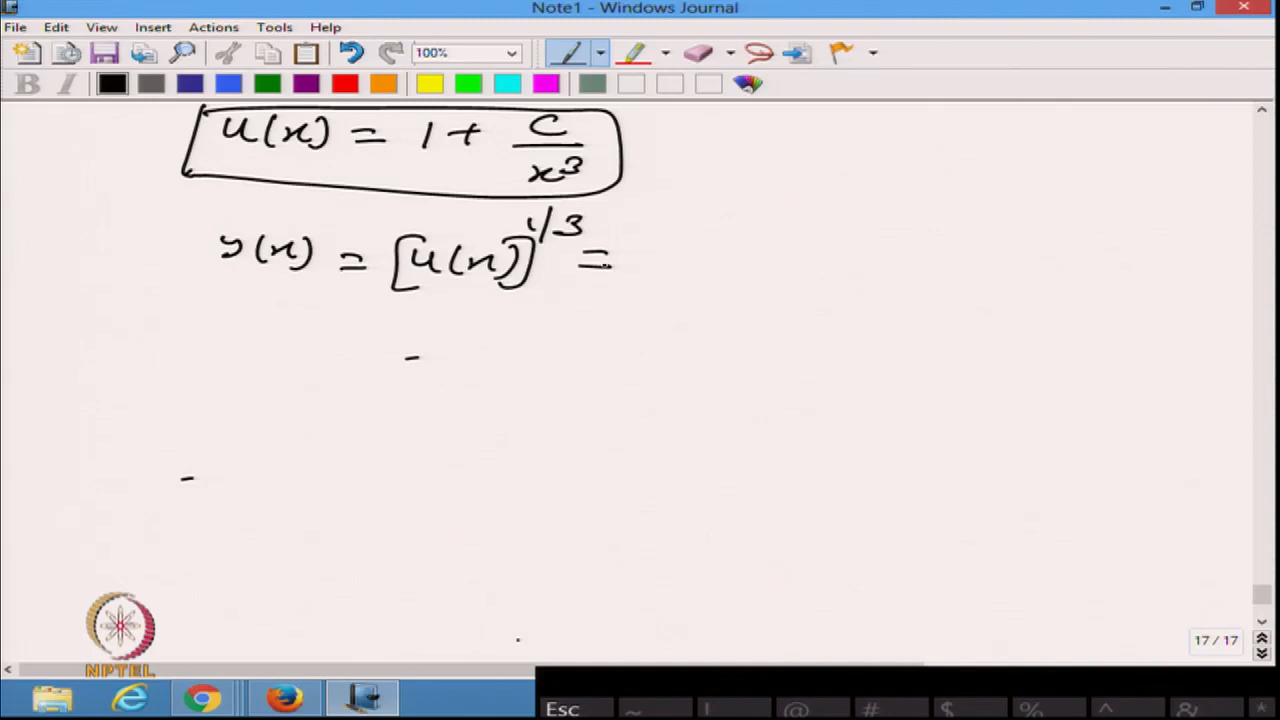 Note1 - Windows Journal
File Edit View Insert Actions Tools Help
100%
B I
u(x) = 1 + C/x³
y(x) = [u(x)]^1/3 =
17 / 17
NPTEL
Esc ~ ! @ # $ % ^ & *